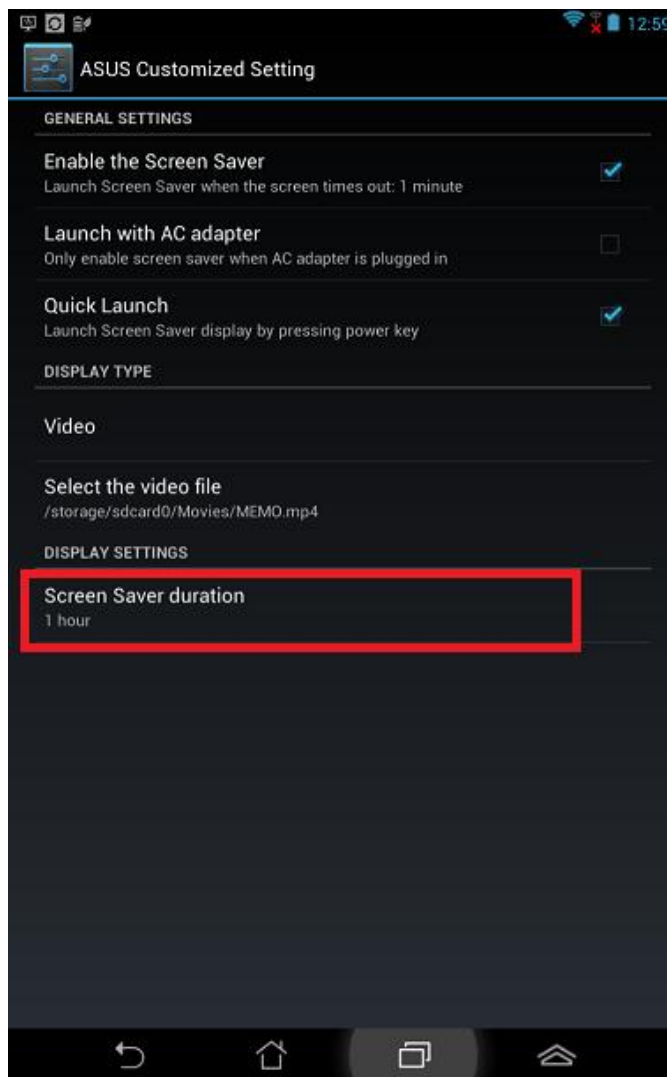 12:59
ASUS Customized Setting
GENERAL SETTINGS
Enable the Screen Saver
Launch Screen Saver when the screen times out: 1 minute
Launch with AC adapter
Only enable screen saver when AC adapter is plugged in
Quick Launch
Launch Screen Saver display by pressing power key
DISPLAY TYPE
Video
Select the video file
/storage/sdcard0/Movies/MEMO.mp4
DISPLAY SETTINGS
Screen Saver duration
1 hour